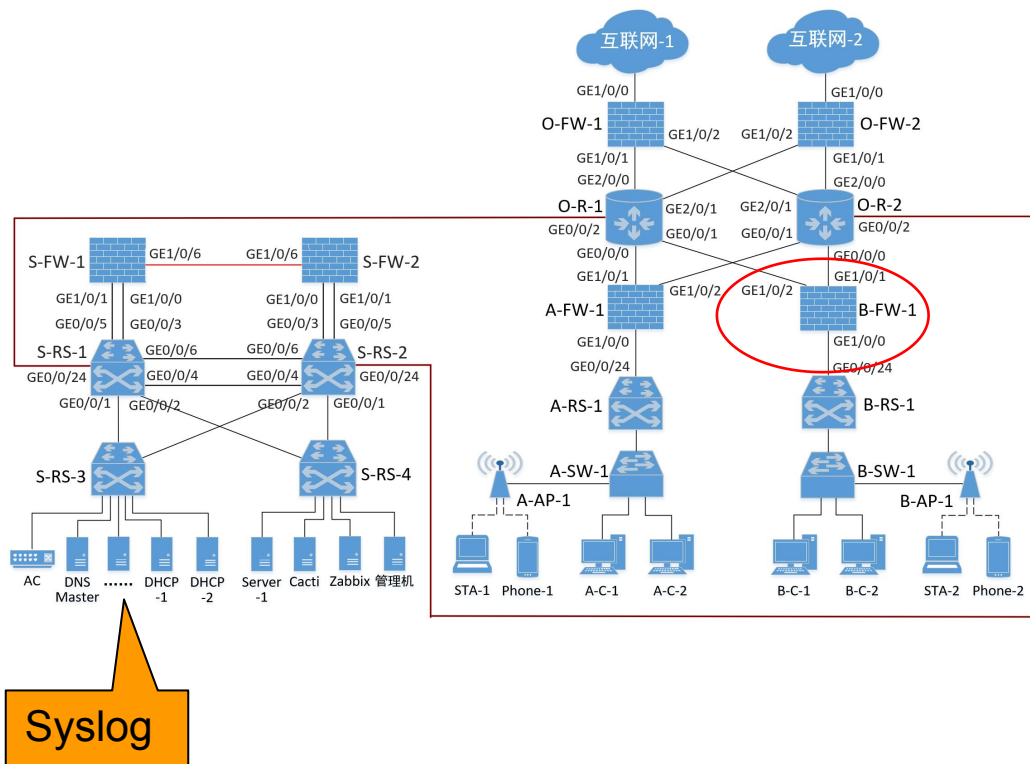 互联网-1
互联网-2
GE1/0/0
GE1/0/0
O-FW-1
GE1/0/2
GE1/0/2
O-FW-2
GE1/0/1
GE1/0/1
GE2/0/0
GE2/0/0
O-R-1
GE2/0/1
GE2/0/1
O-R-2
GE0/0/2
GE0/0/1
GE0/0/1
GE0/0/2
GE0/0/0
GE0/0/0
GE1/0/1
GE1/0/1
A-FW-1
GE1/0/2
GE1/0/2
B-FW-1
GE1/0/0
GE1/0/0
GE0/0/24
GE0/0/24
A-RS-1
B-RS-1
A-SW-1
B-SW-1
A-AP-1
B-AP-1
STA-1
Phone-1
A-C-1
A-C-2
B-C-1
B-C-2
STA-2
Phone-2
S-FW-1
GE1/0/6
GE1/0/6
S-FW-2
GE1/0/1
GE1/0/0
GE1/0/0
GE1/0/1
GE0/0/5
GE0/0/3
GE0/0/3
GE0/0/5
S-RS-1
GE0/0/6
GE0/0/6
S-RS-2
GE0/0/24
GE0/0/4
GE0/0/4
GE0/0/24
GE0/0/1
GE0/0/2
GE0/0/2
GE0/0/1
S-RS-3
S-RS-4
AC
DNS
Master
······
DHCP
-1
DHCP
-2
Server
-1
Cacti
Zabbix
管理机
Syslog